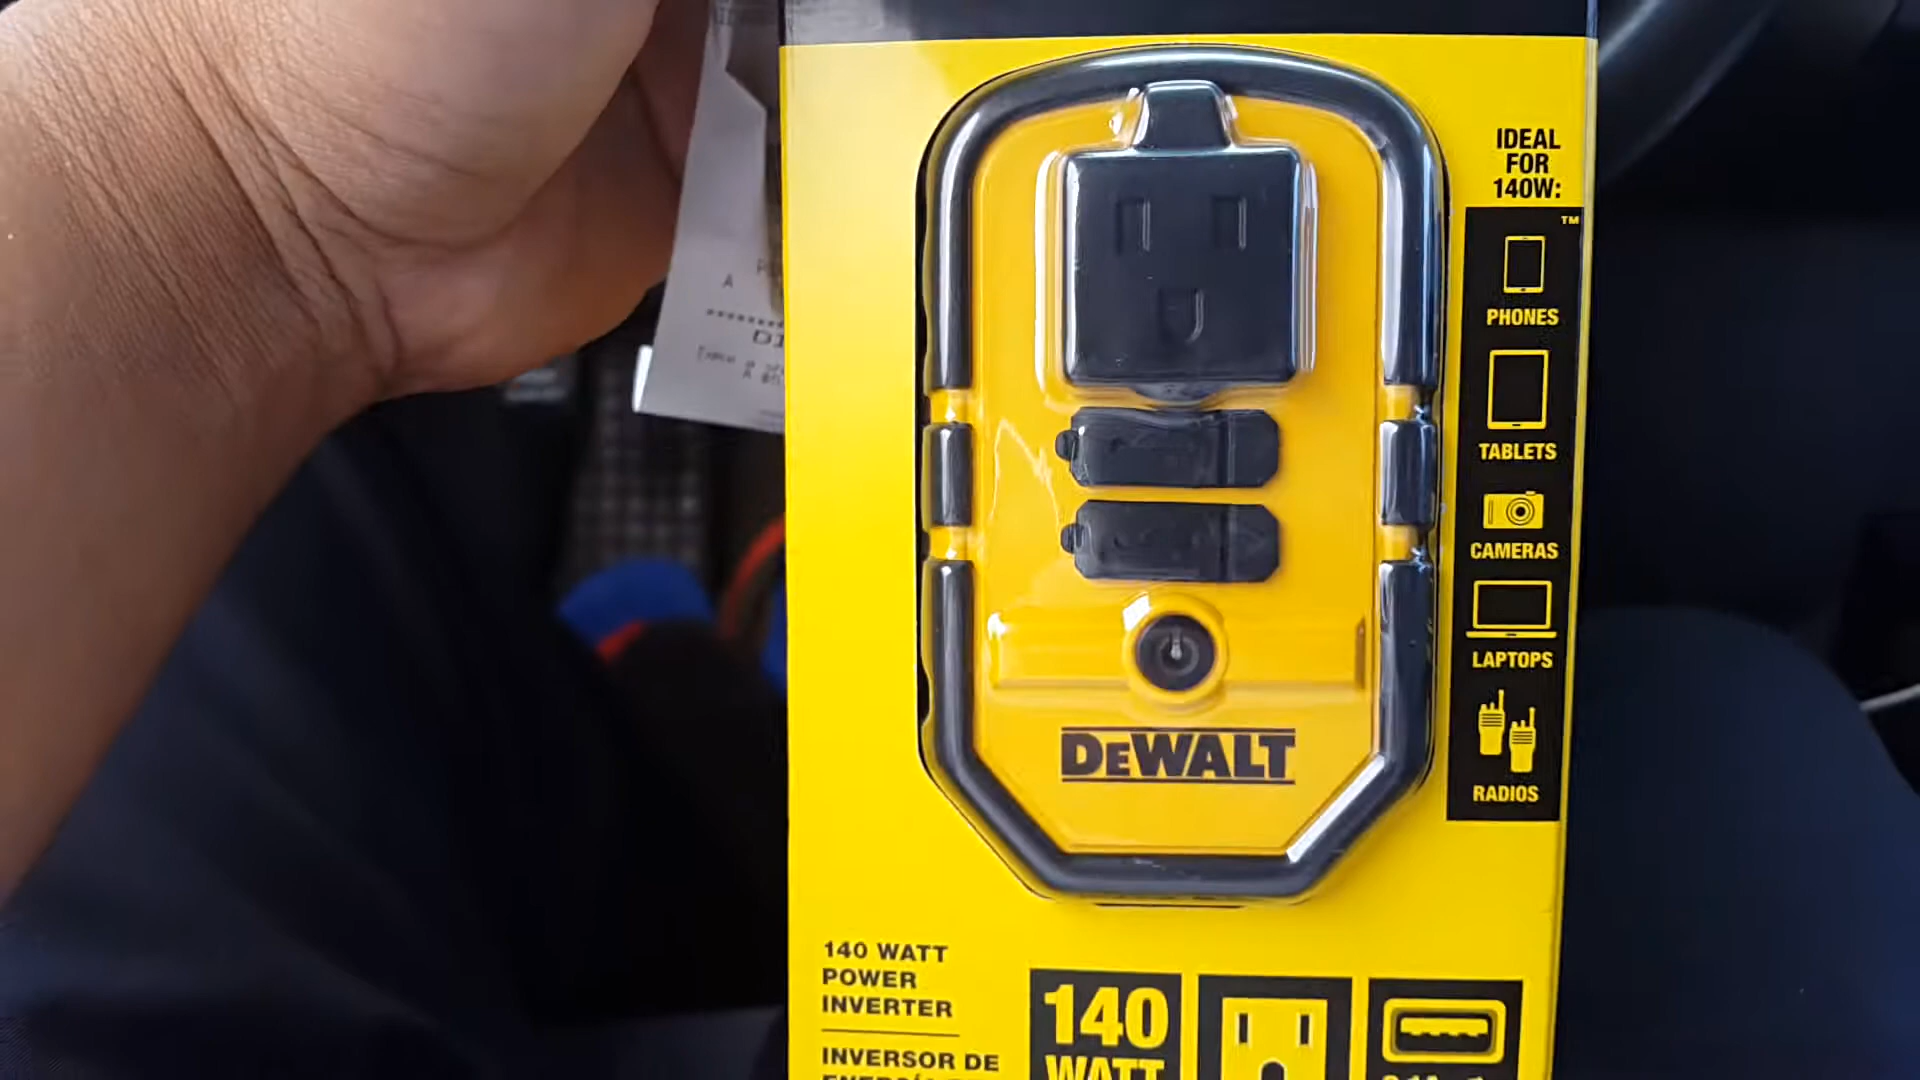 IDEAL
FOR
140W:
™
PHONES
TABLETS
CAMERAS
LAPTOPS
RADIOS
DEWALT
140 WATT
POWER
INVERTER
INVERSOR DE
140
WATT
A